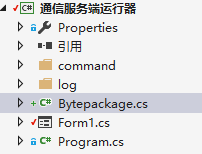 通信服务端运行器
Properties
引用
command
log
Bytepackage.cs
Form1.cs
Program.cs